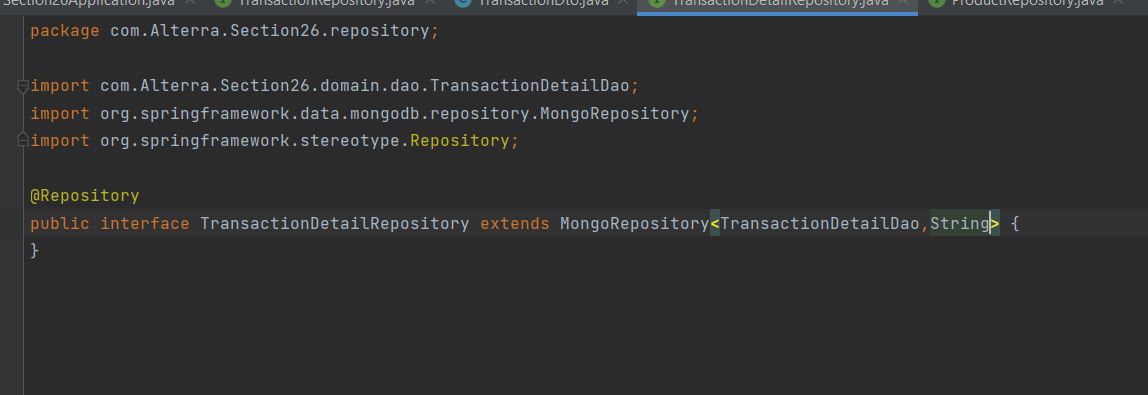 Section26Application.java TransactionRepository.java TransactionDto.java TransactionDetailRepository.java ProductRepository.java
package com.Alterra.Section26.repository;
import com.Alterra.Section26.domain.dao.TransactionDetailDao;
import org.springframework.data.mongodb.repository.MongoRepository;
import org.springframework.stereotype.Repository;
@Repository
public interface TransactionDetailRepository extends MongoRepository<TransactionDetailDao,String> {
}